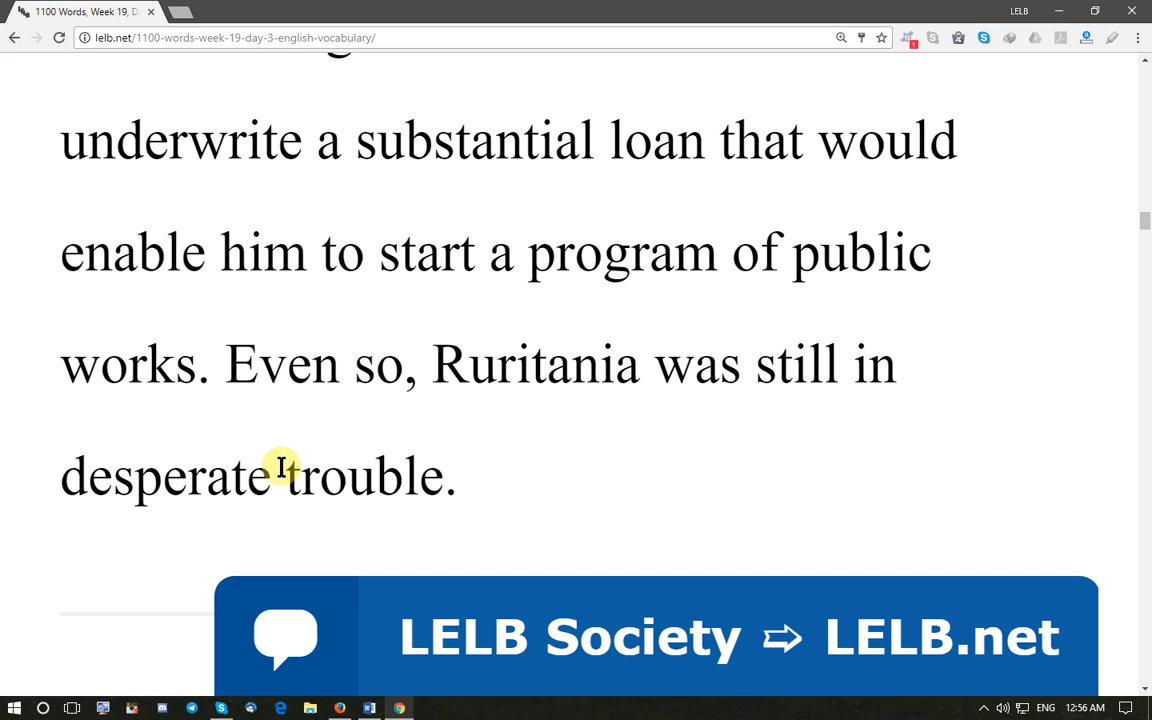 1100 Words, Week 19, D
LELB
lelb.net/1100-words-week-19-day-3-english-vocabulary/
1
underwrite a substantial loan that would
enable him to start a program of public
works. Even so, Ruritania was still in
desperate trouble.
LELB Society ⇨ LELB.net
ENG
12:56 AM